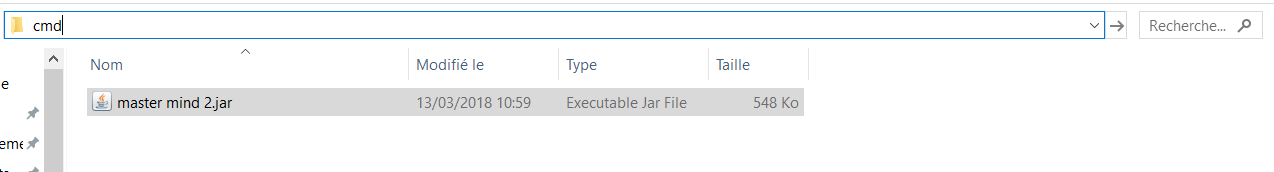 cmd
Recherche...
Nom Modifié le Type Taille
e
master mind 2.jar 13/03/2018 10:59 Executable Jar File 548 Ko
eme